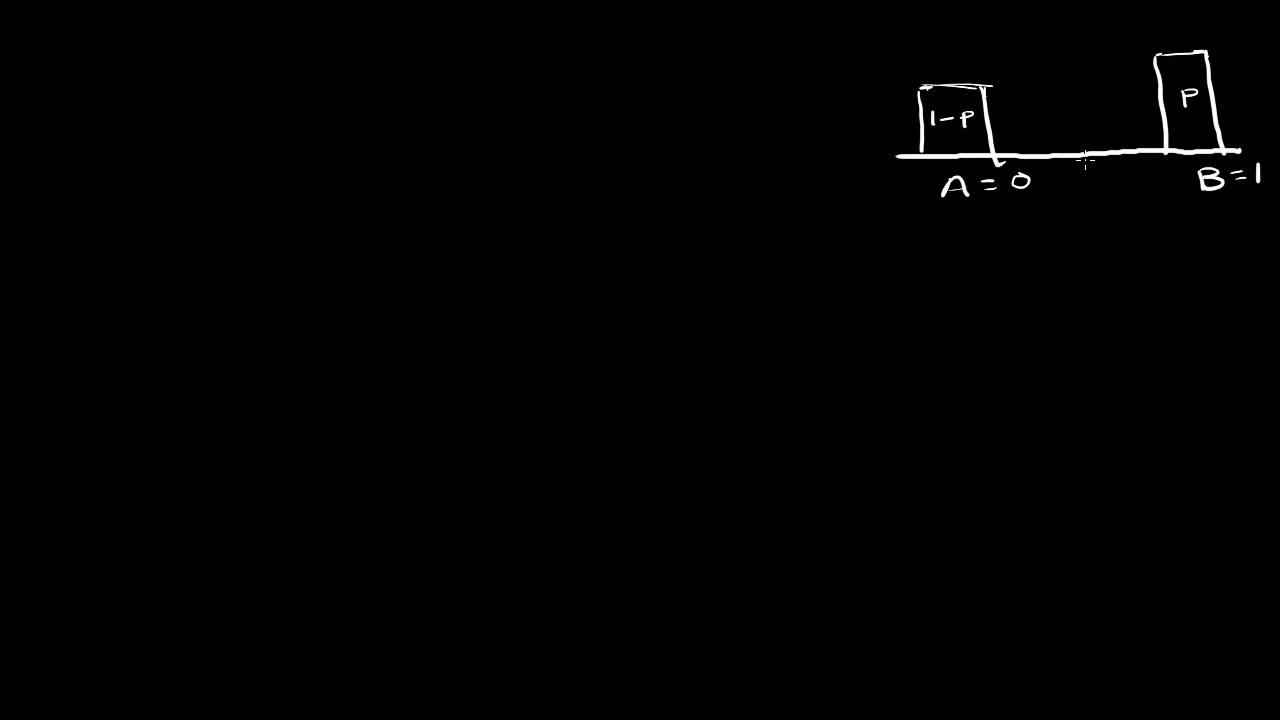 1-p p
A = 0 B = 1